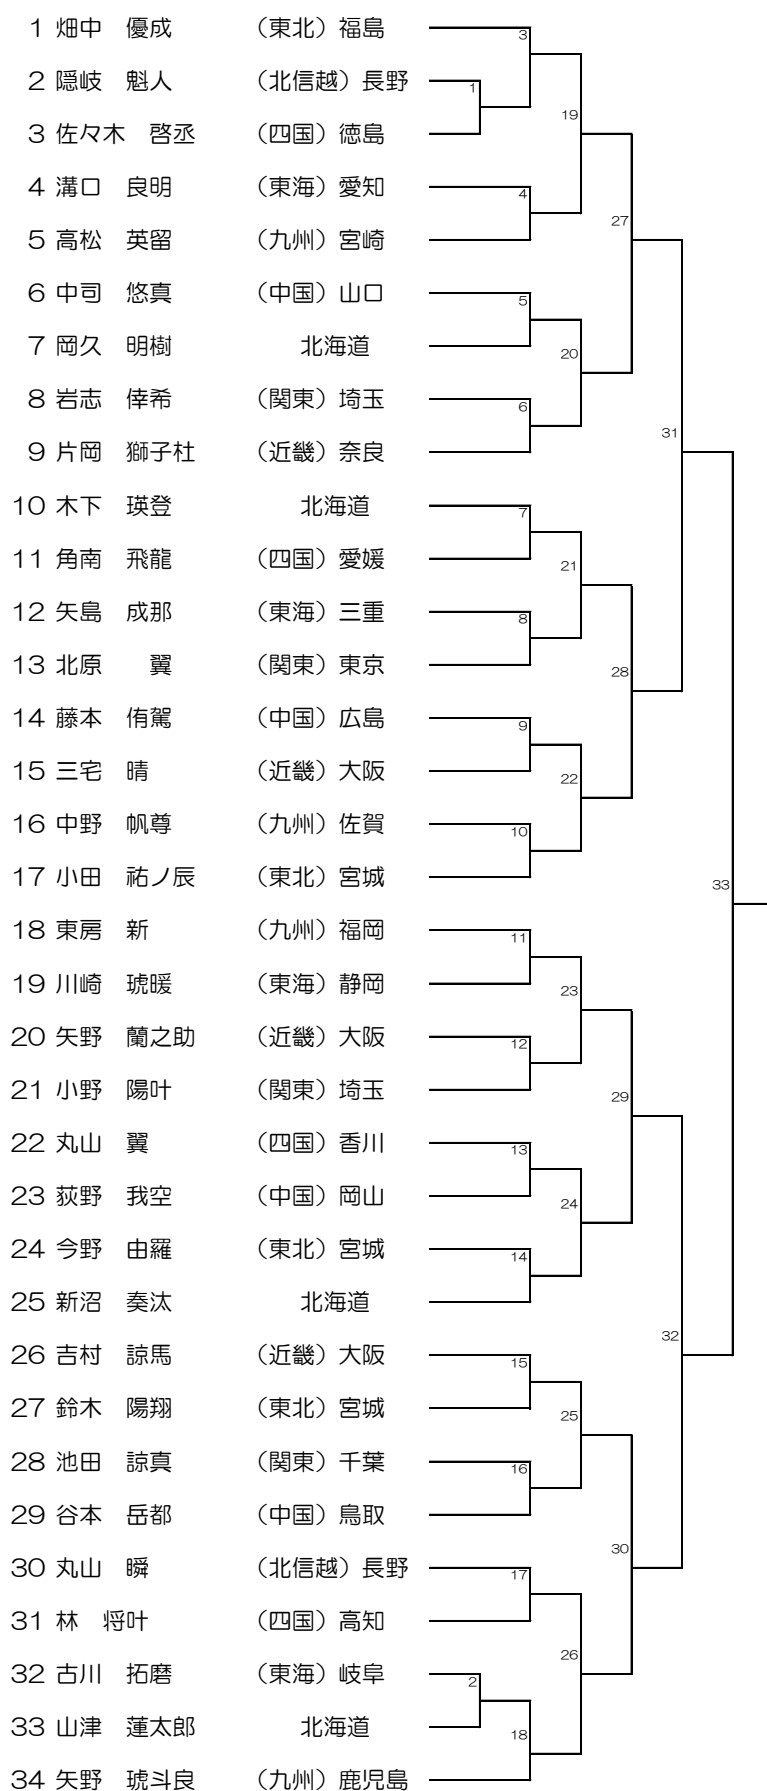 1 畑中　優成　（東北）福島
3
2 隠岐　魁人　（北信越）長野
1
19
3 佐々木　啓丞　（四国）徳島
4 溝口　良明　（東海）愛知
4
27
5 高松　英留　（九州）宮崎
6 中司　悠真　（中国）山口
5
7 岡久　明樹　北海道
20
8 岩志　倖希　（関東）埼玉
6
31
9 片岡　獅子杜　（近畿）奈良
10 木下　瑛登　北海道
7
11 角南　飛龍　（四国）愛媛
21
12 矢島　成那　（東海）三重
8
13 北原　翼　（関東）東京
28
14 藤本　侑駕　（中国）広島
9
15 三宅　晴　（近畿）大阪
22
16 中野　帆尊　（九州）佐賀
10
17 小田　祐ノ辰　（東北）宮城
33
18 東房　新　（九州）福岡
11
19 川崎　琥暖　（東海）静岡
23
20 矢野　蘭之助　（近畿）大阪
12
21 小野　陽叶　（関東）埼玉
29
22 丸山　翼　（四国）香川
13
23 荻野　我空　（中国）岡山
24
24 今野　由羅　（東北）宮城
14
25 新沼　奏汰　北海道
32
26 吉村　諒馬　（近畿）大阪
15
27 鈴木　陽翔　（東北）宮城
25
28 池田　諒真　（関東）千葉
16
29 谷本　岳都　（中国）鳥取
30
30 丸山　瞬　（北信越）長野
17
31 林　将叶　（四国）高知
26
32 古川　拓磨　（東海）岐阜
2
33 山津　蓮太郎　北海道
18
34 矢野　琥斗良　（九州）鹿児島